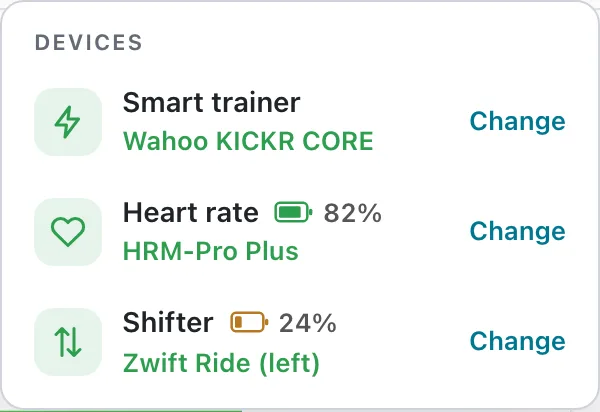 DEVICES
Smart trainer
Wahoo KICKR CORE
Change
Heart rate 82%
HRM-Pro Plus
Change
Shifter 24%
Zwift Ride (left)
Change